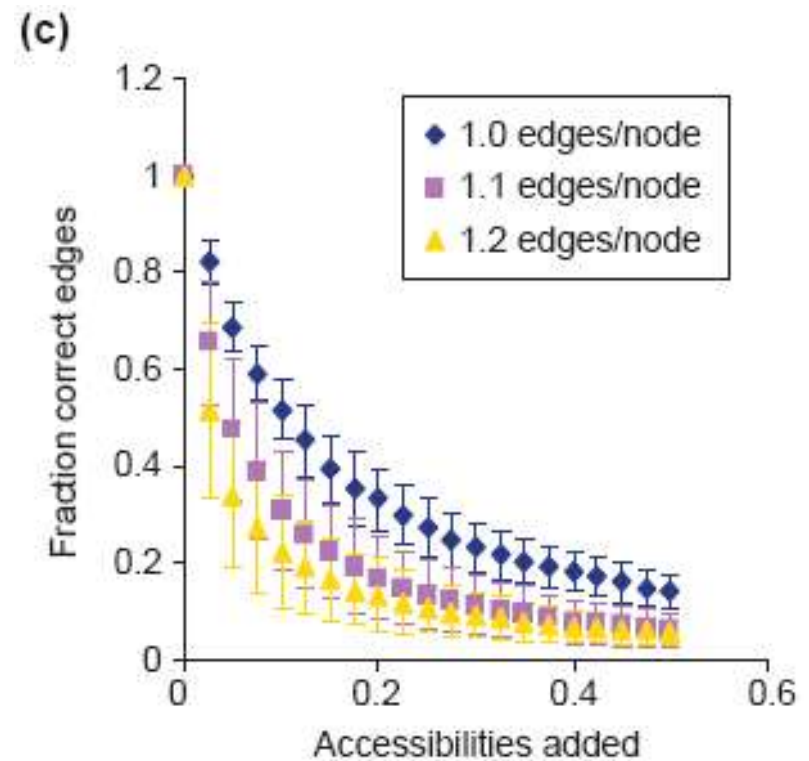 (c)
1.2
1
0.8
0.6
0.4
0.2
0
0
0.2
0.4
0.6
Fraction correct edges
Accessibilities added
1.0 edges/node
1.1 edges/node
1.2 edges/node